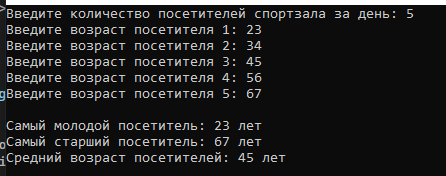 Введите количество посетителей спортзала за день: 5
Введите возраст посетителя 1: 23
Введите возраст посетителя 2: 34
Введите возраст посетителя 3: 45
Введите возраст посетителя 4: 56
Введите возраст посетителя 5: 67
Самый молодой посетитель: 23 лет
Самый старший посетитель: 67 лет
Средний возраст посетителей: 45 лет